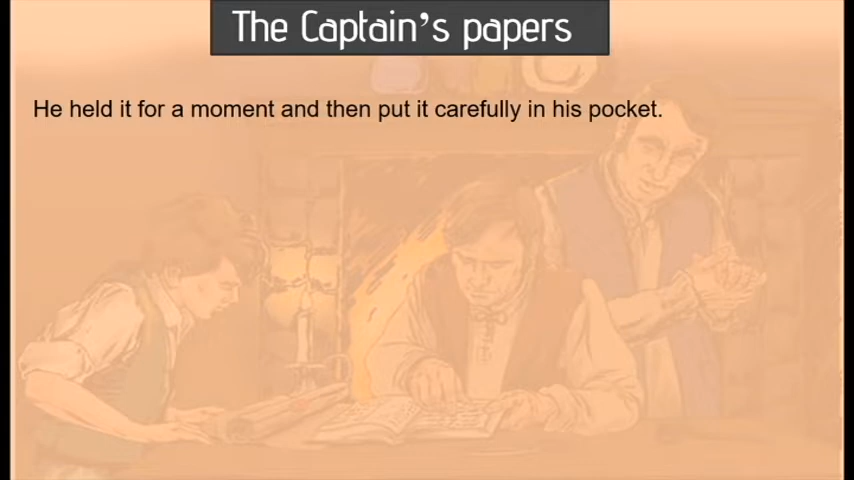 The Captain's papers
He held it for a moment and then put it carefully in his pocket.